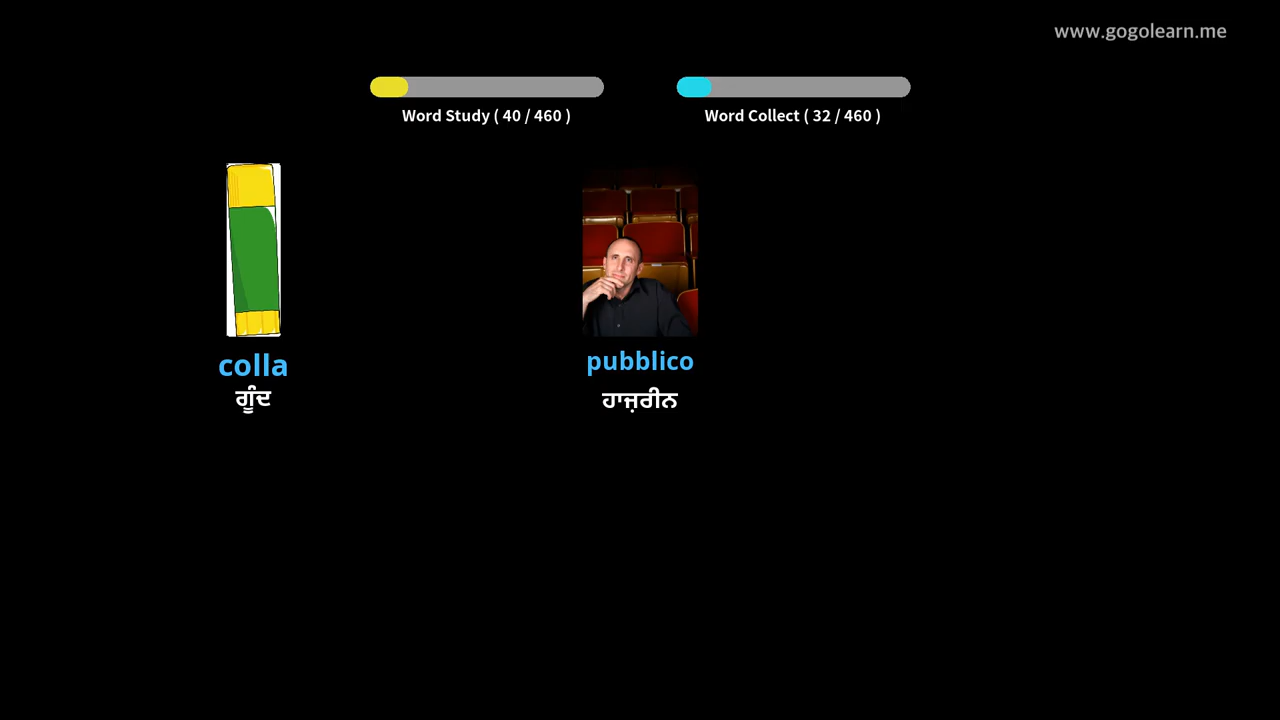 www.gogolearn.me
Word Study ( 40 / 460 )
Word Collect ( 32 / 460 )
colla
ਗੂੰਦ
pubblico
ਹਾਜ਼ਰੀਨ